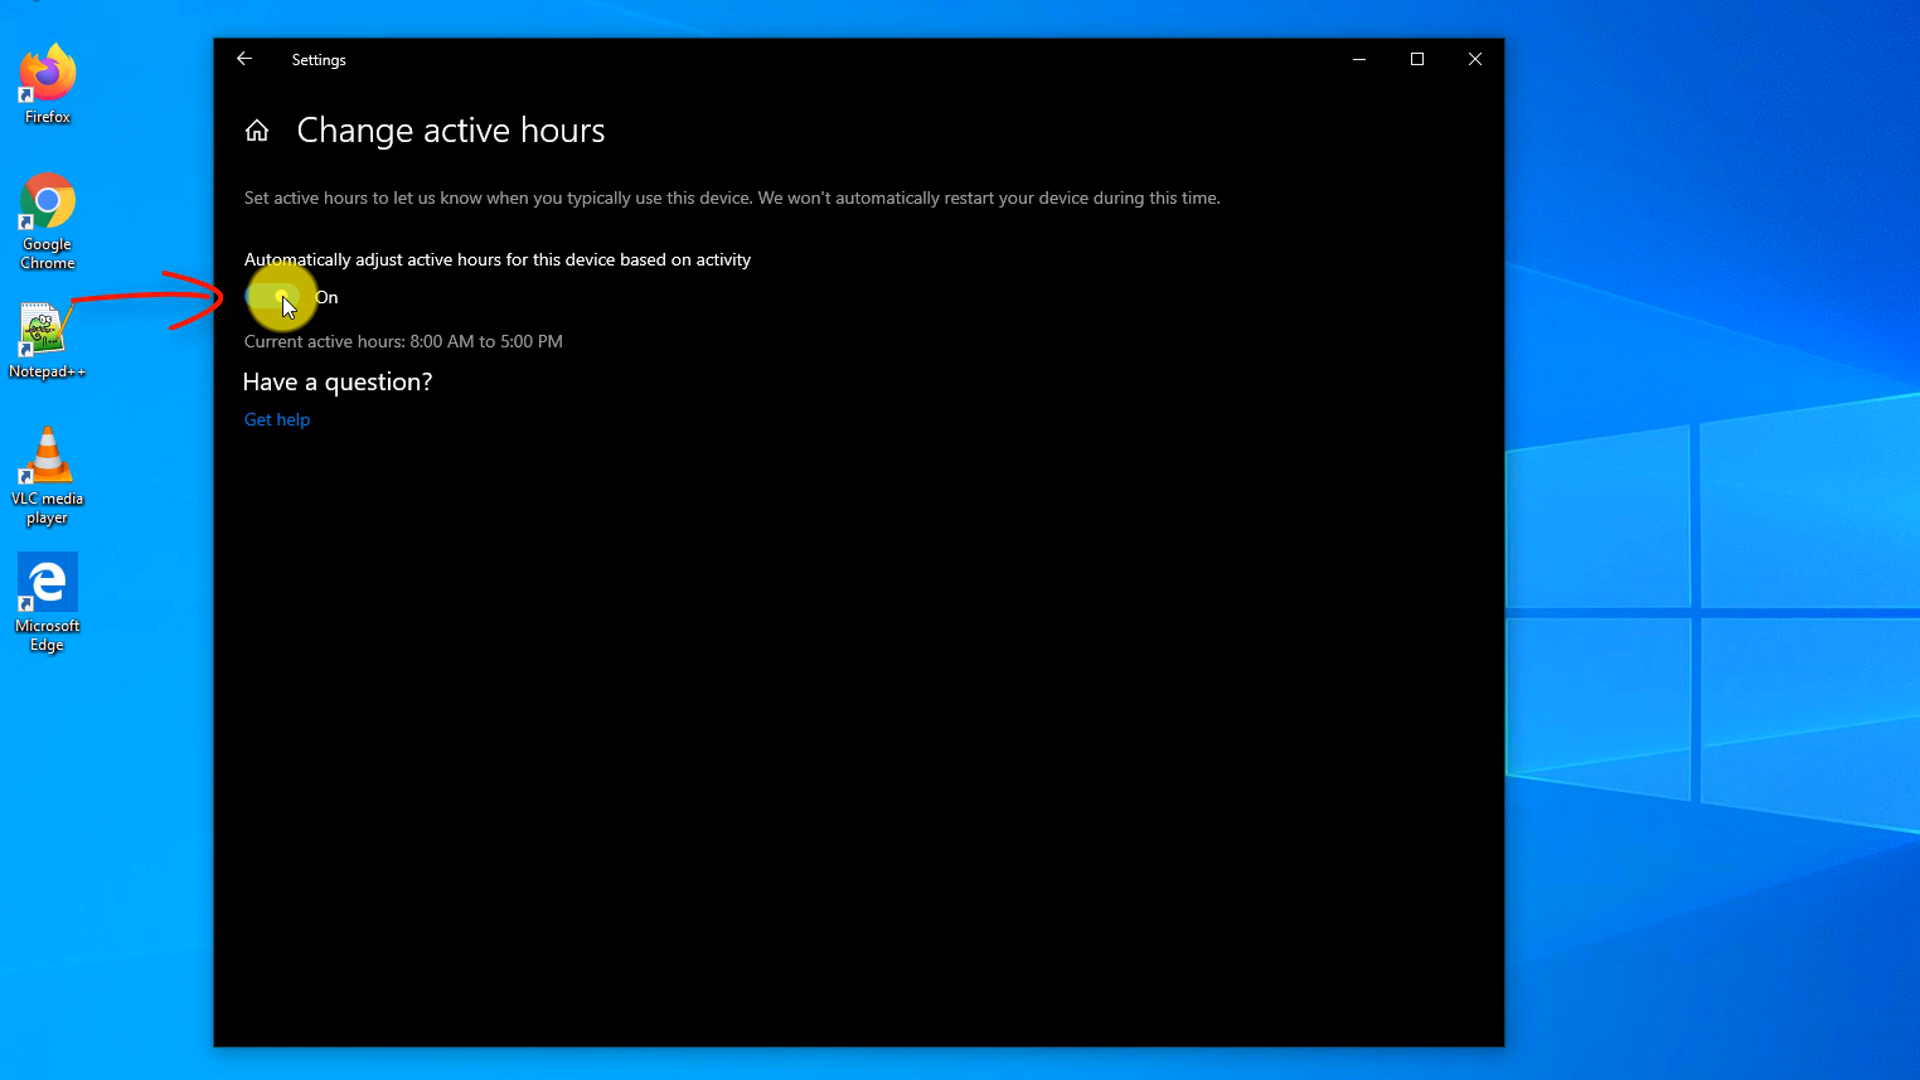 Settings
Change active hours
Set active hours to let us know when you typically use this device. We won't automatically restart your device during this time.
Automatically adjust active hours for this device based on activity
On
Current active hours: 8:00 AM to 5:00 PM
Have a question?
Get help
Firefox
Google
Chrome
Notepad++
VLC media
player
Microsoft
Edge